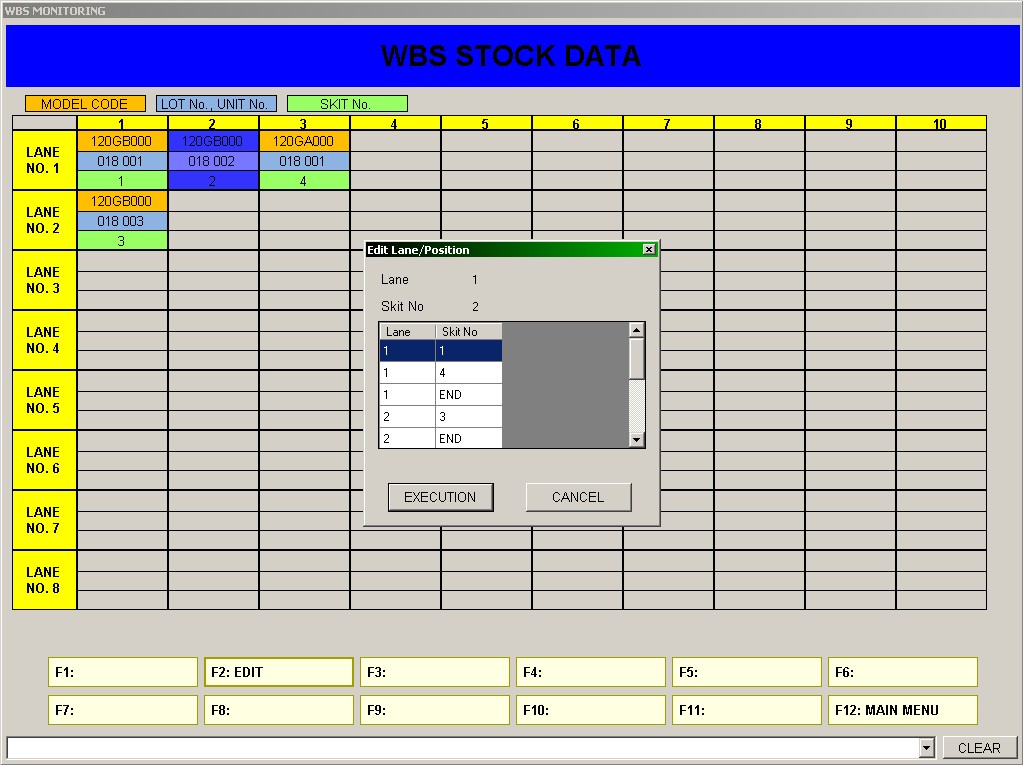 WBS MONITORING
WBS STOCK DATA
MODEL CODE LOT No., UNIT No. SKIT No.
1 2 3 4 5 6 7 8 9 10
LANE NO. 1
120GB000 120GB000 120GA000
018 001 018 002 018 001
1 2 4
LANE NO. 2
120GB000
018 003
3
LANE NO. 3
LANE NO. 4
LANE NO. 5
LANE NO. 6
LANE NO. 7
LANE NO. 8
Edit Lane/Position
Lane 1
Skit No 2
Lane Skit No
1 1
1 4
1 END
2 3
2 END
EXECUTION CANCEL
F1: F2: EDIT F3: F4: F5: F6:
F7: F8: F9: F10: F11: F12: MAIN MENU
CLEAR